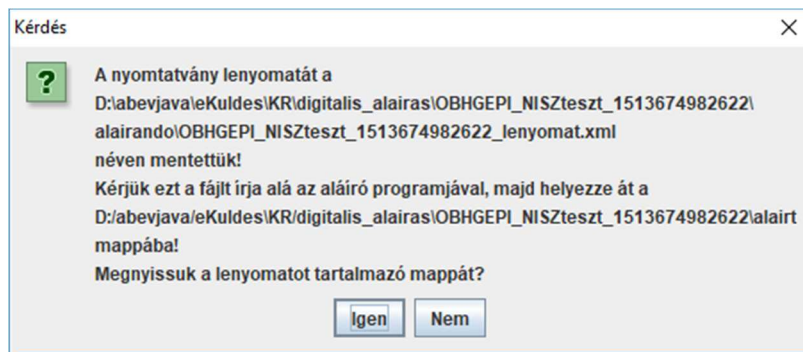 Kérdés
A nyomtatvány lenyomatát a
D:\abevjava\eKuldes\KR\digitalis_alairas\OBHGEPI_NISZteszt_1513674982622\
alairando\OBHGEPI_NISZteszt_1513674982622_lenyomat.xml
néven mentettük!
Kérjük ezt a fájlt írja alá az aláíró programjával, majd helyezze át a
D:/abevjava/eKuldes\KR/digitalis_alairas\OBHGEPI_NISZteszt_1513674982622\alairt
mappába!
Megnyissuk a lenyomatot tartalmazó mappát?
Igen Nem